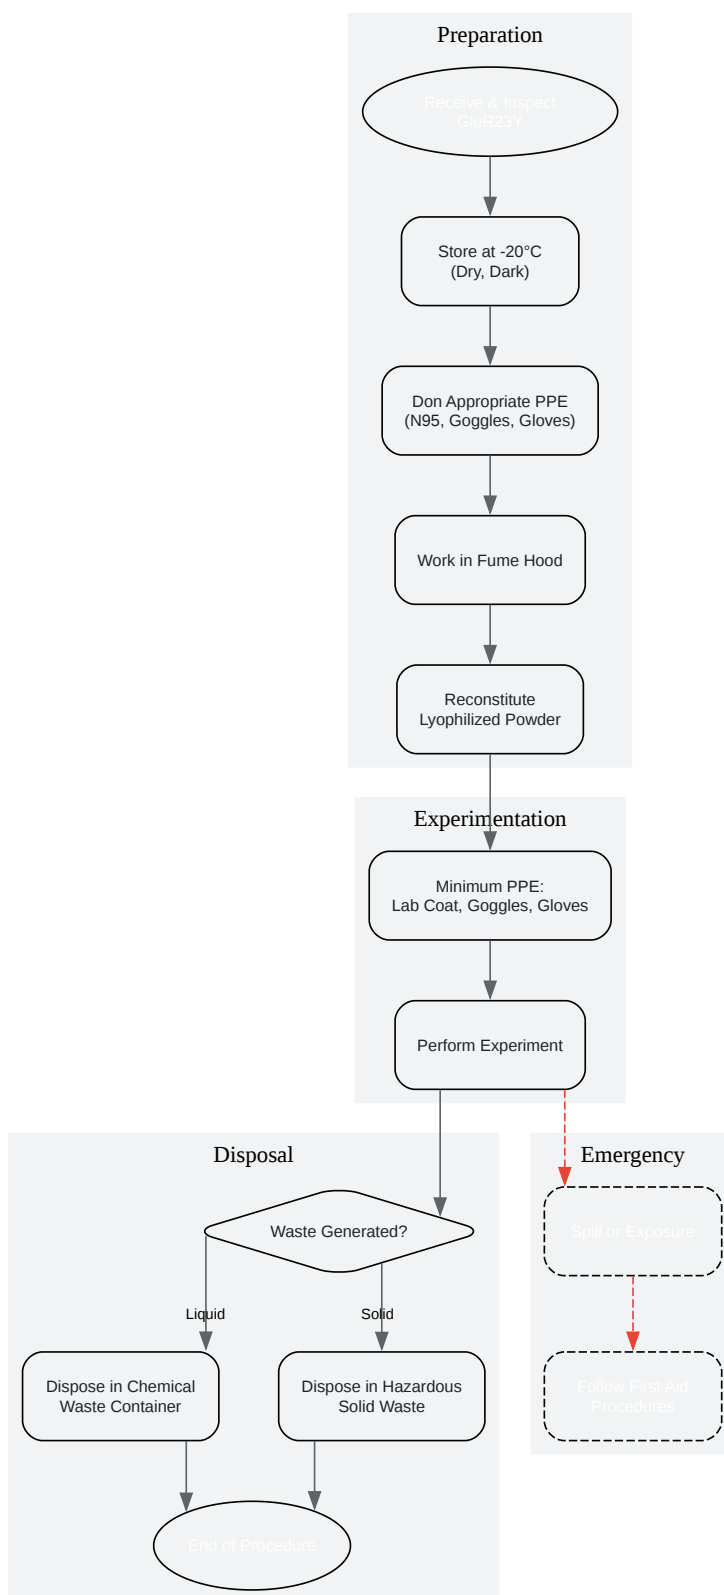 Preparation
Receive & Inspect
GluR23Y
Store at -20°C
(Dry, Dark)
Don Appropriate PPE
(N95, Goggles, Gloves)
Work in Fume Hood
Reconstitute
Lyophilized Powder
Experimentation
Minimum PPE:
Lab Coat, Goggles, Gloves
Perform Experiment
Disposal
Waste Generated?
Liquid
Solid
Dispose in Chemical
Waste Container
Dispose in Hazardous
Solid Waste
End of Procedure
Emergency
Spill or Exposure
Follow First Aid
Procedures